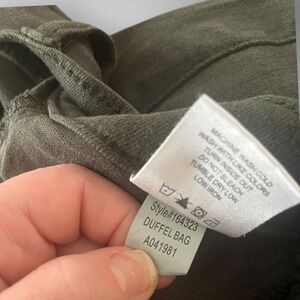 MACHINE WASH COLD
WASH WITH LIKE COLORS
TURN INSIDE OUT
DO NOT BLEACH
TUMBLE DRY LOW
LOW IRON
Style#164323
DUFFEL BAG
A041981